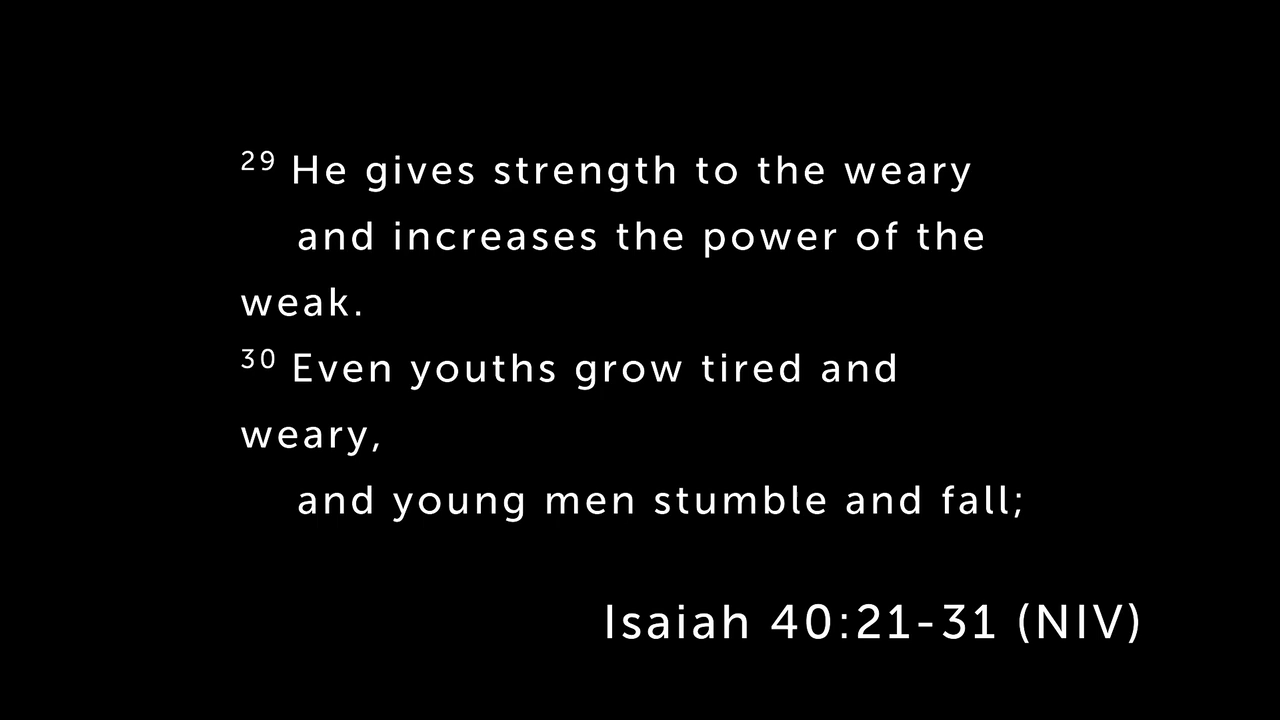 29 He gives strength to the weary
and increases the power of the
weak.
30 Even youths grow tired and
weary,
and young men stumble and fall;
Isaiah 40:21-31 (NIV)